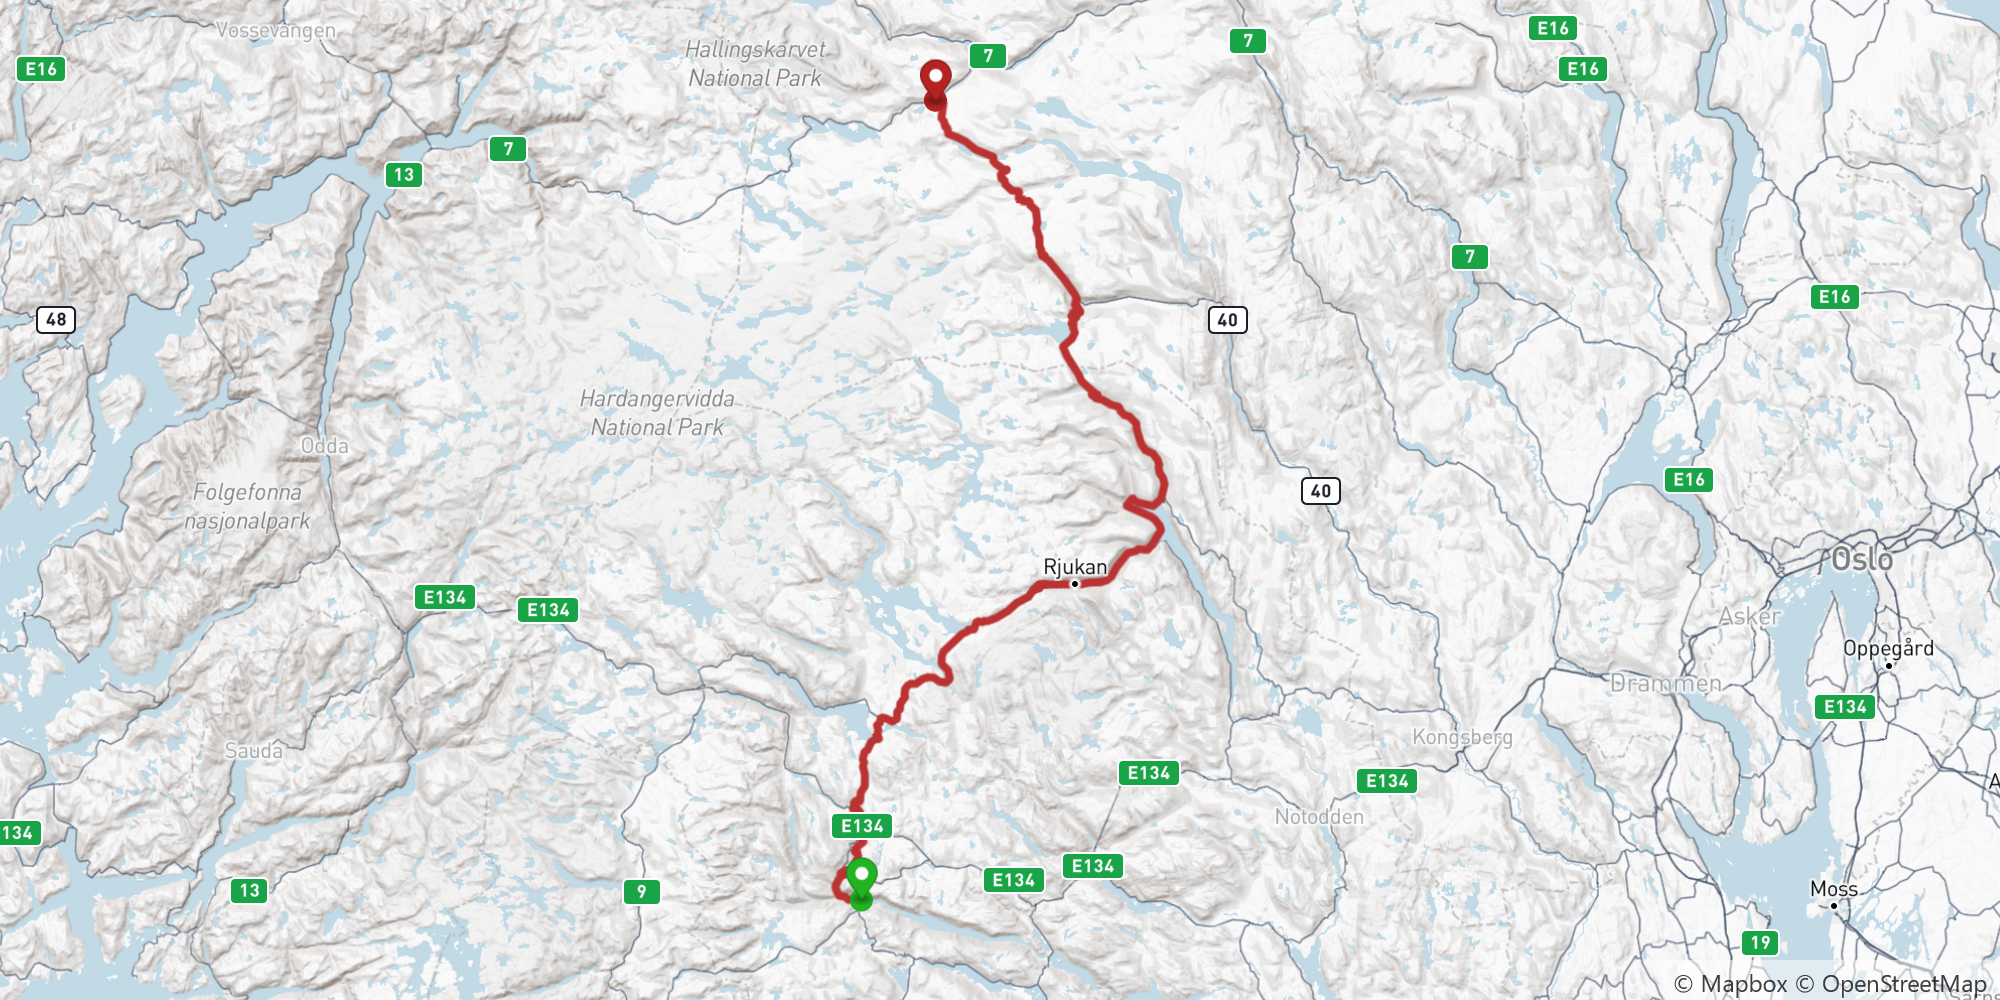 Vossevangen
Hallingskarvet
National Park
7
7
E16
E16
E16
7
13
7
E16
48
40
Hardangervidda
National Park
Odda
Folgefonna
nasjonalpark
40
E16
Oslo
Rjukan
E134
E134
Asker
Oppegård
Drammen
E134
Sauda
Kongsberg
E134
E134
Notodden
134
E134
A
E134
E134
13
9
Moss
19
© Mapbox © OpenStreetMap